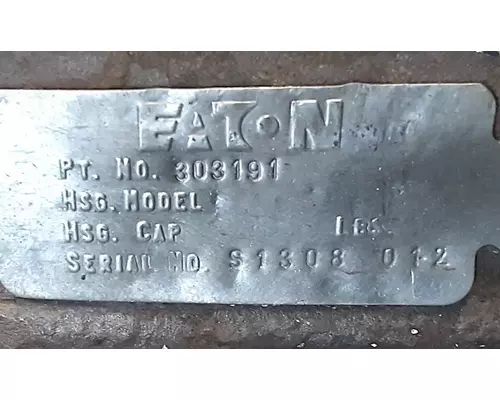 EATON
PT. NO. 303191
HSG. MODEL
HSG. CAP LBS.
SERIAL NO. S1308 012